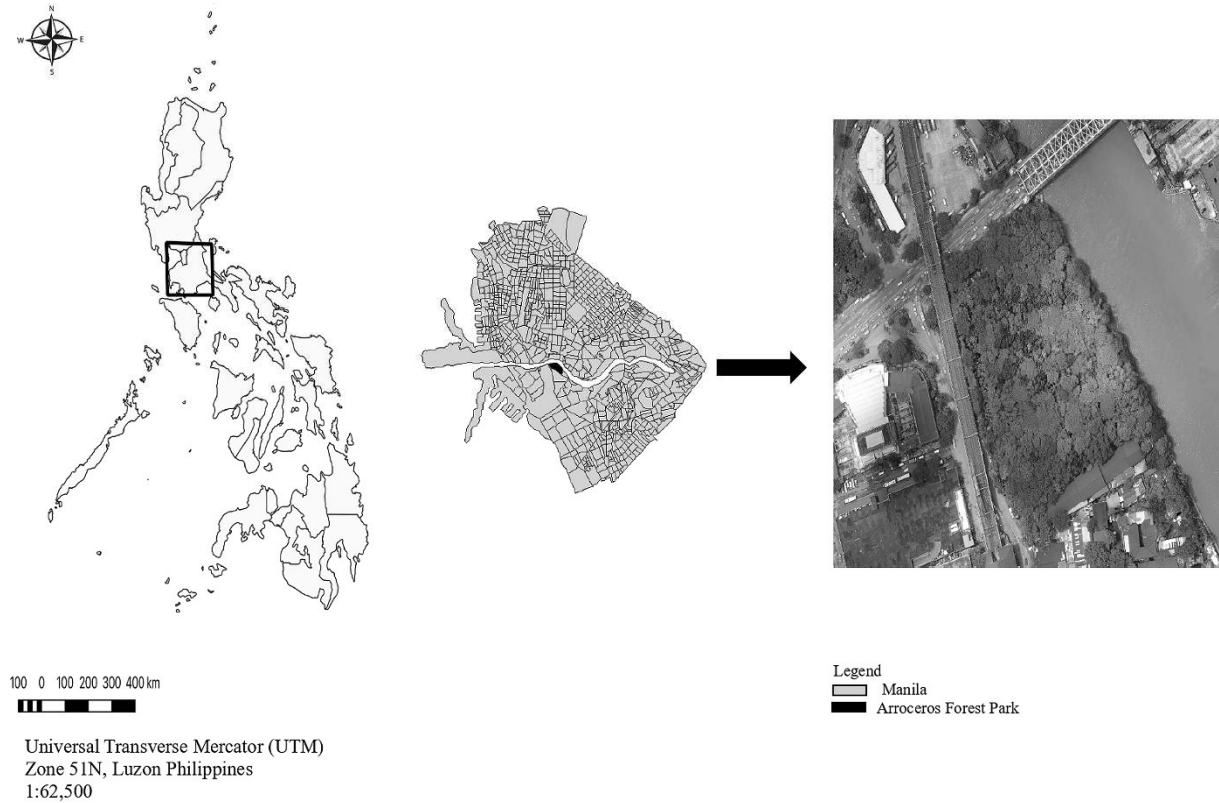 N
W E
S
100 0 100 200 300 400 km
Universal Transverse Mercator (UTM)
Zone 51N, Luzon Philippines
1:62,500
Legend
Manila
Arroceros Forest Park